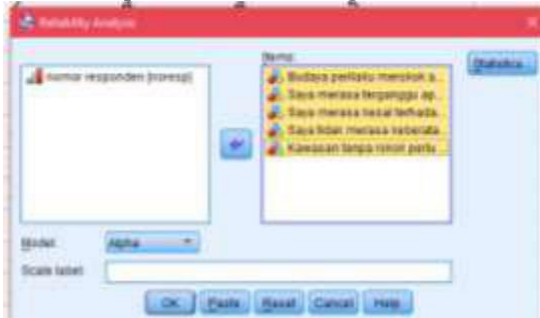 Reliability Analysis
Items:
nomor responden [noresp]
Budaya perilaku merokok a...
Saya merasa terganggu ap...
Saya merasa kesal terhada...
Saya tidak merasa keberata...
Kawasan tanpa rokok perlu...
Statistics...
Model:
Alpha
Scale label:
OK
Paste
Reset
Cancel
Help